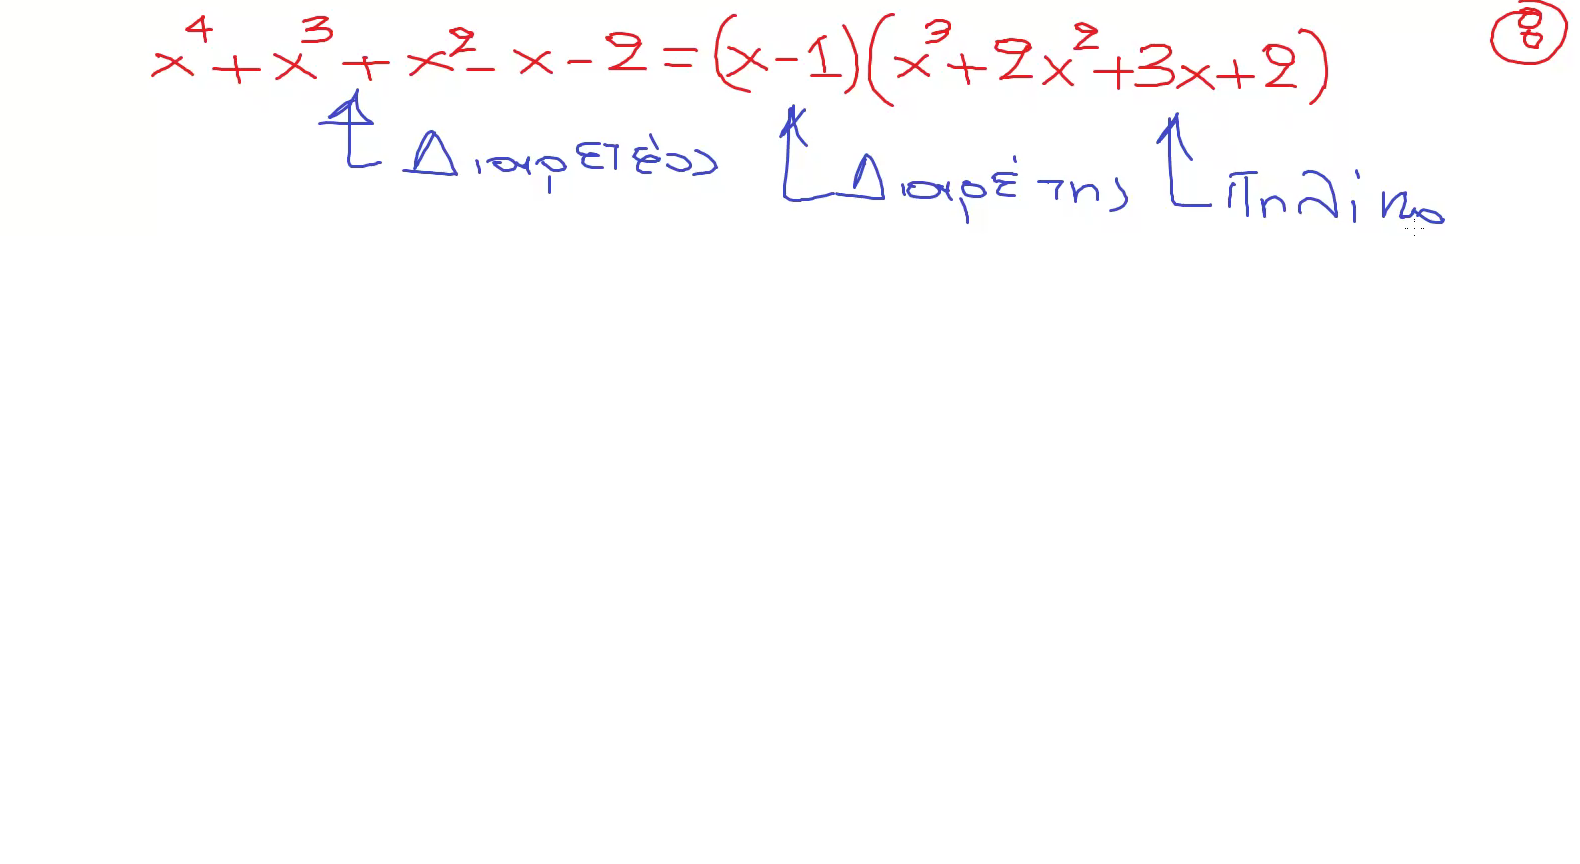 x⁴ + x³ + x² - x - 2 = (x - 1)(x³ + 2x² + 3x + 2) 8
Διαιρετέος Διαιρέτης Πηλίκο